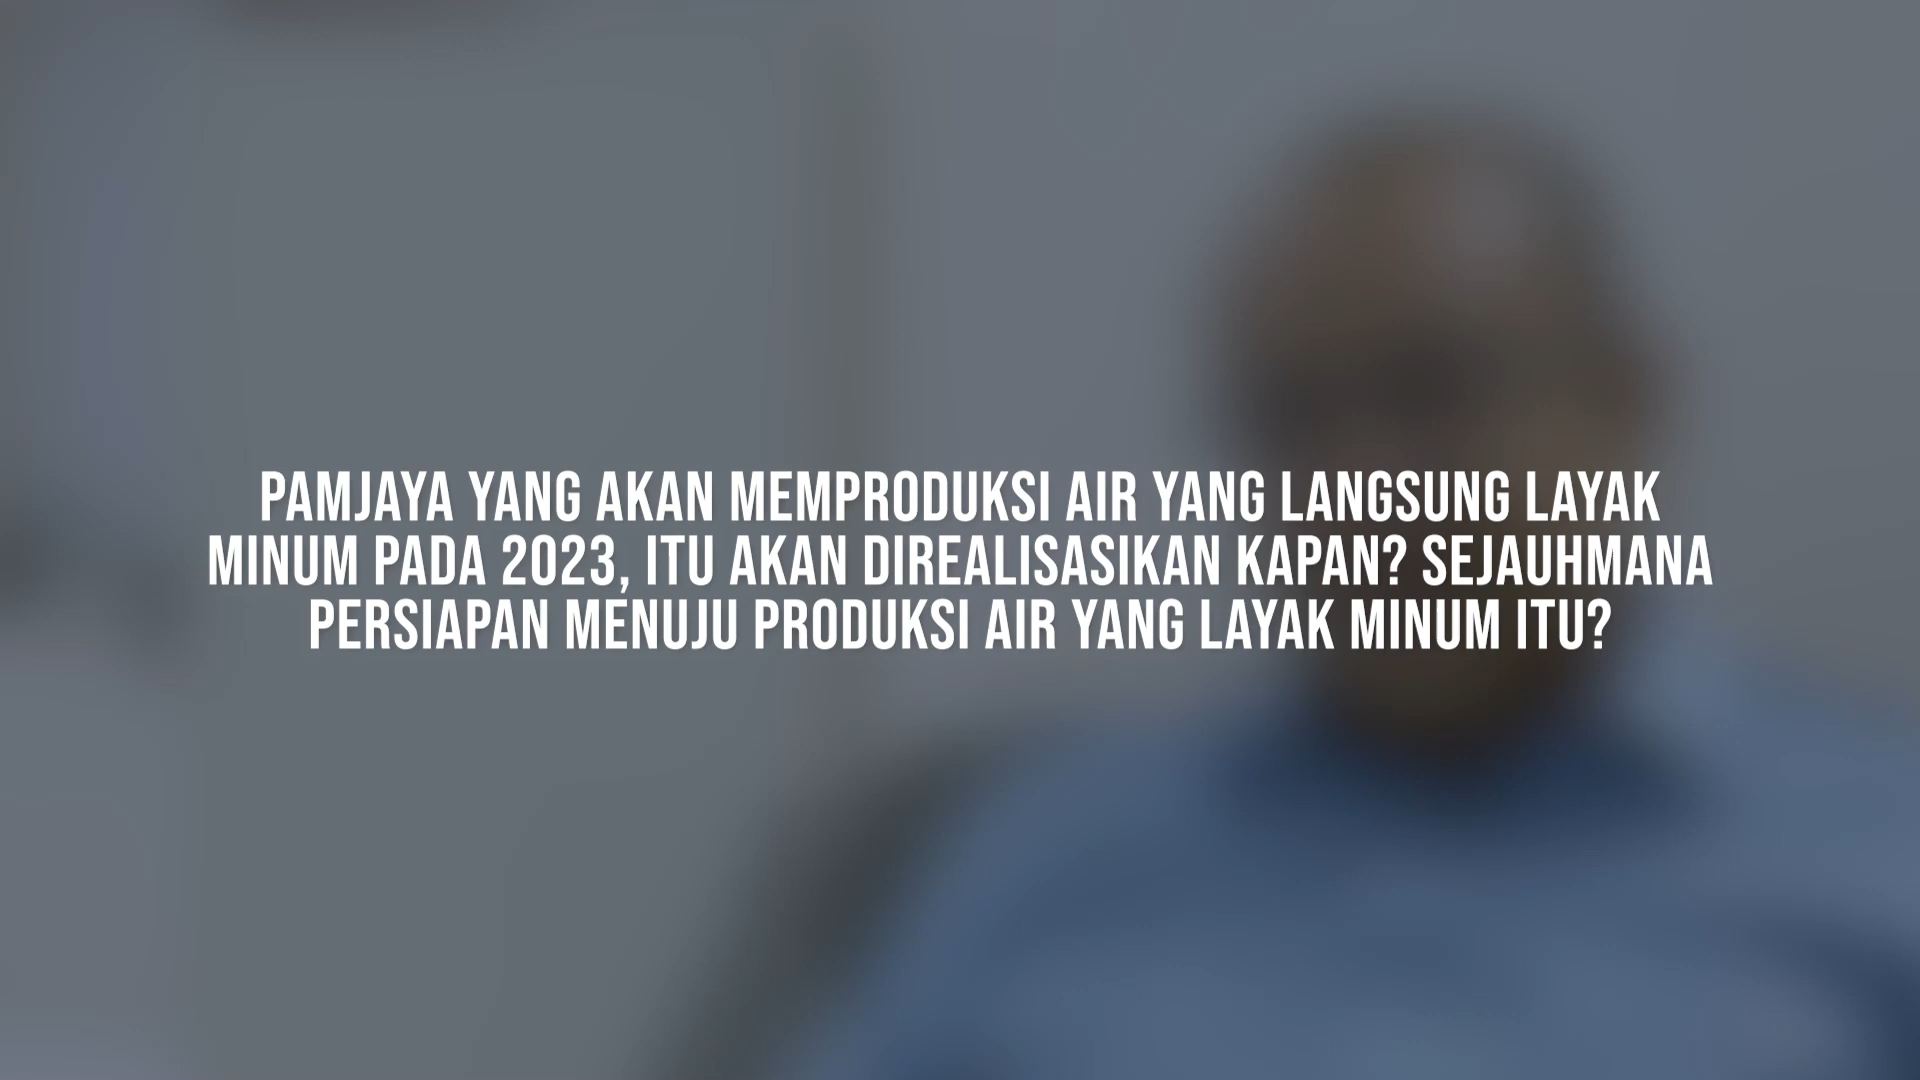 PAMJAYA YANG AKAN MEMPRODUKSI AIR YANG LANGSUNG LAYAK
MINUM PADA 2023, ITU AKAN DIREALISASIKAN KAPAN? SEJAUHMANA
PERSIAPAN MENUJU PRODUKSI AIR YANG LAYAK MINUM ITU?